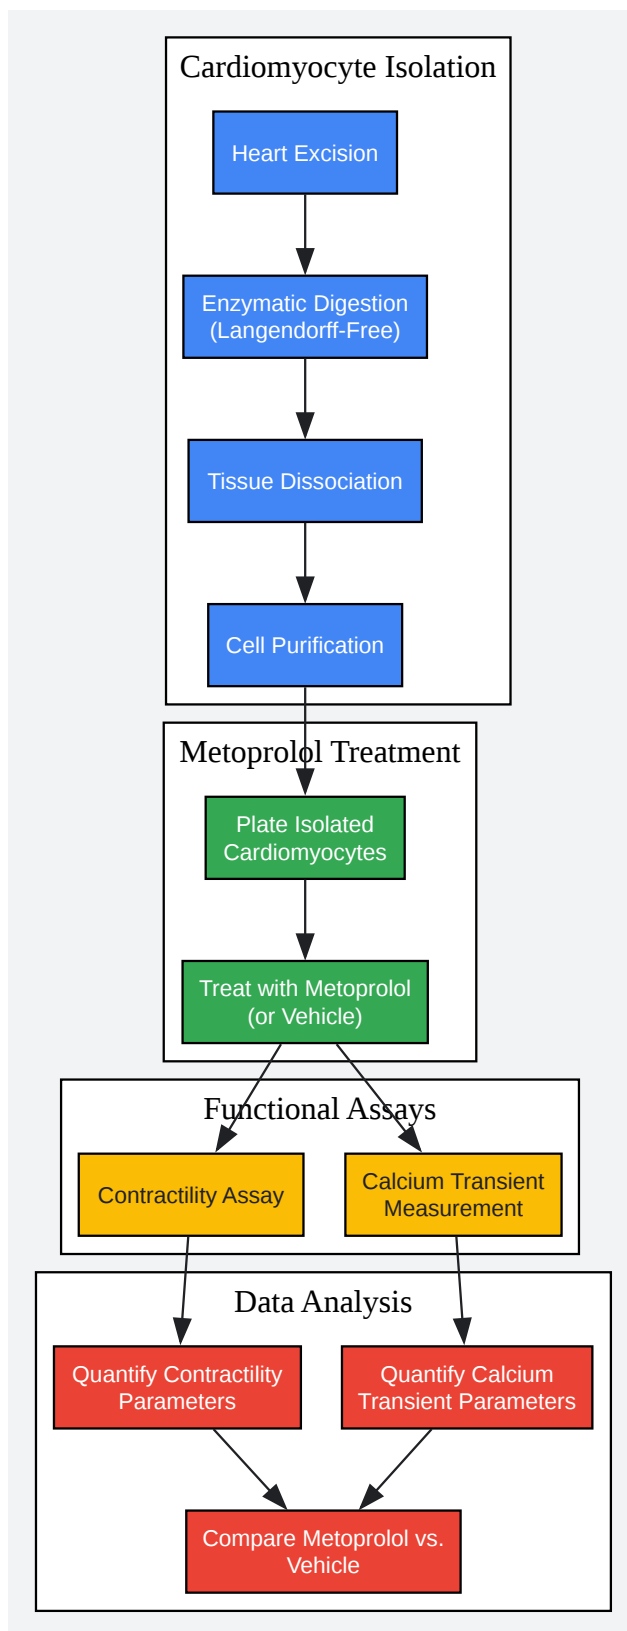 Cardiomyocyte Isolation
Heart Excision
Enzymatic Digestion
(Langendorff-Free)
Tissue Dissociation
Cell Purification
Metoprolol Treatment
Plate Isolated
Cardiomyocytes
Treat with Metoprolol
(or Vehicle)
Functional Assays
Contractility Assay
Calcium Transient
Measurement
Data Analysis
Quantify Contractility
Parameters
Quantify Calcium
Transient Parameters
Compare Metoprolol vs.
Vehicle